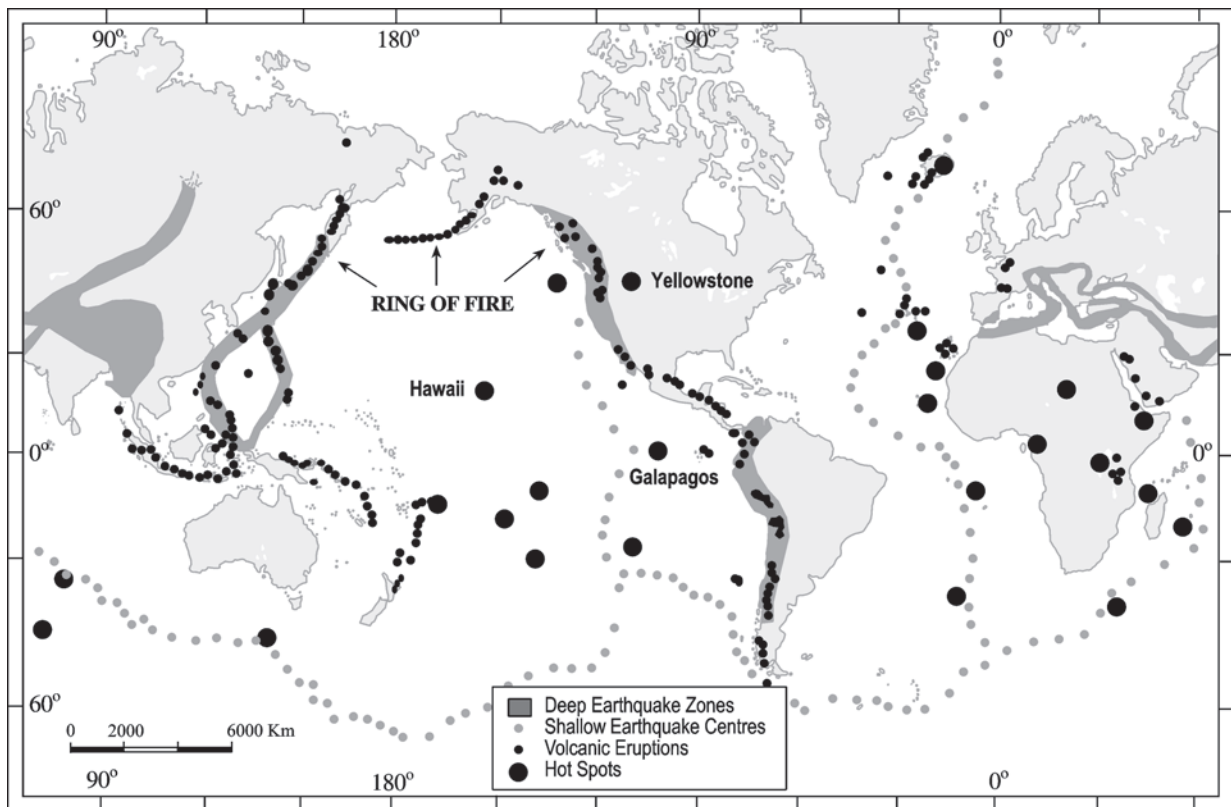 90º 180º 90º 0º
60º 60º
Yellowstone
RING OF FIRE
Hawaii
0º 0º
Galapagos
60º
Deep Earthquake Zones
Shallow Earthquake Centres
Volcanic Eruptions
Hot Spots
0 2000 6000 Km
90º 180º 0º